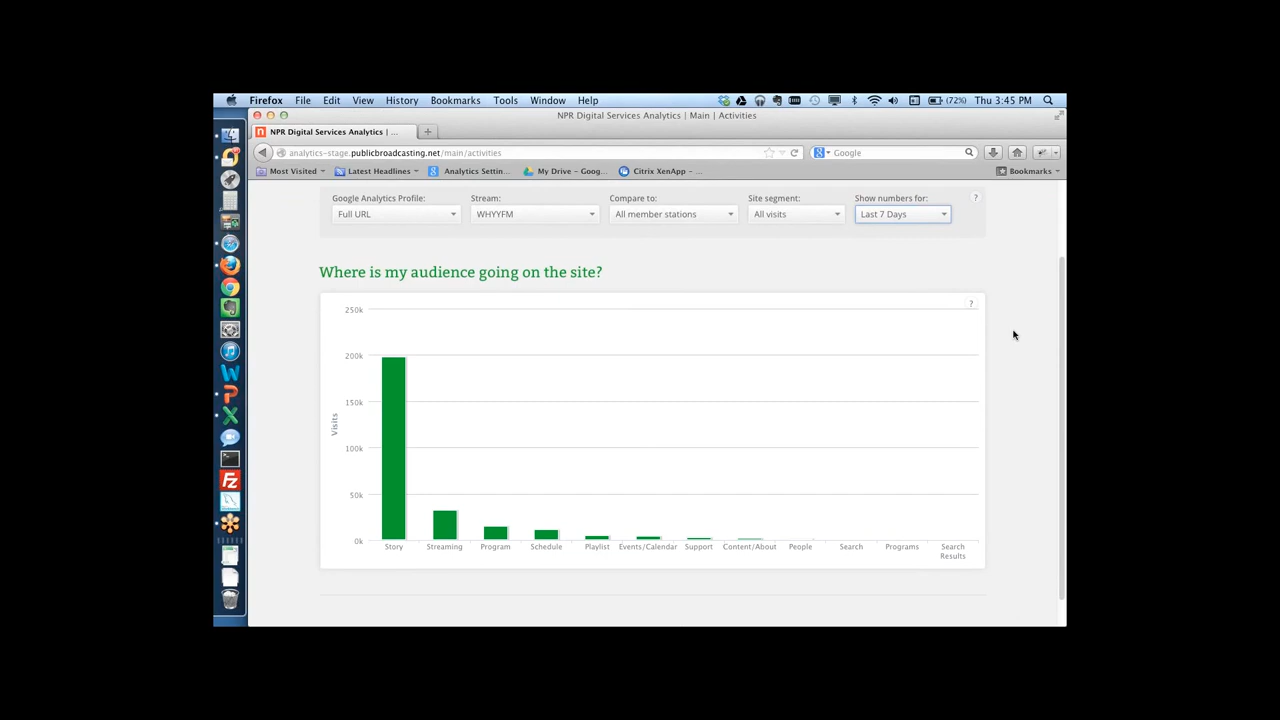 Firefox File Edit View History Bookmarks Tools Window Help (72%) Thu 3:45 PM
NPR Digital Services Analytics | Main | Activities
NPR Digital Services Analytics | ...
analytics-stage.publicbroadcasting.net/main/activities Google
Most Visited Latest Headlines Analytics Settin... My Drive – Goog... Citrix XenApp – ... Bookmarks
Google Analytics Profile: Stream: Compare to: Site segment: Show numbers for: ?
Full URL WHYYFM All member stations All visits Last 7 Days
Where is my audience going on the site?
?
250k
200k
150k
100k
50k
0k
Visits
Story Streaming Program Schedule Playlist Events/Calendar Support Content/About People Search Programs Search Results